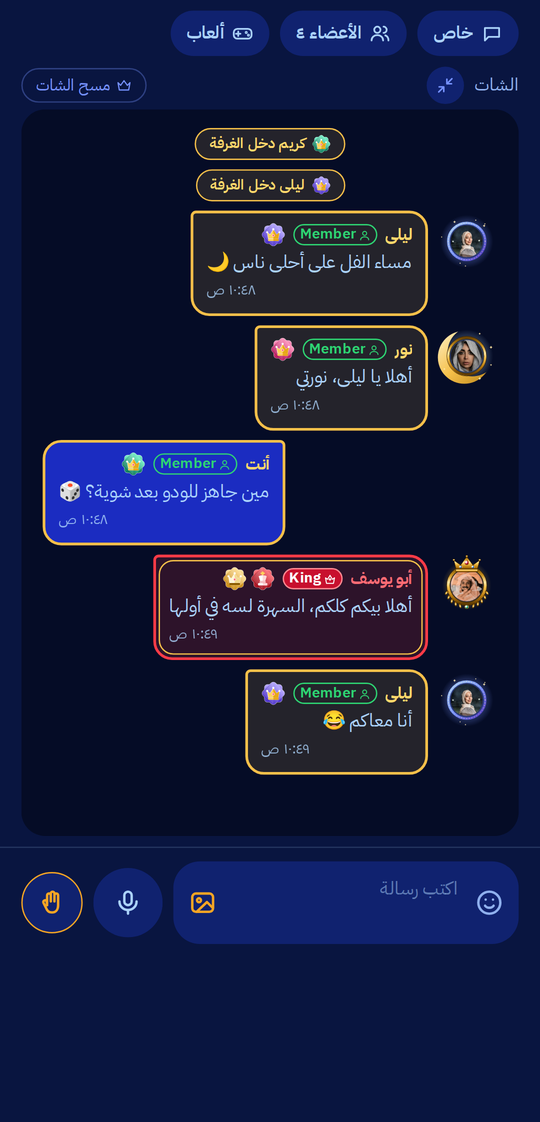 خاص
الأعضاء ٤
ألعاب
الشات
مسح الشات
كريم دخل الغرفة
ليلى دخل الغرفة
ليلى Member
مساء الفل على أحلى ناس 🌙
١٠:٤٨ ص
نور Member
أهلا يا ليلى، نورتي
١٠:٤٨ ص
أنت Member
مين جاهز للودو بعد شوية؟ 🎲
١٠:٤٨ ص
أبو يوسف King
أهلا بيكم كلكم، السهرة لسه في أولها
١٠:٤٩ ص
ليلى Member
أنا معاكم 😂
١٠:٤٩ ص
اكتب رسالة